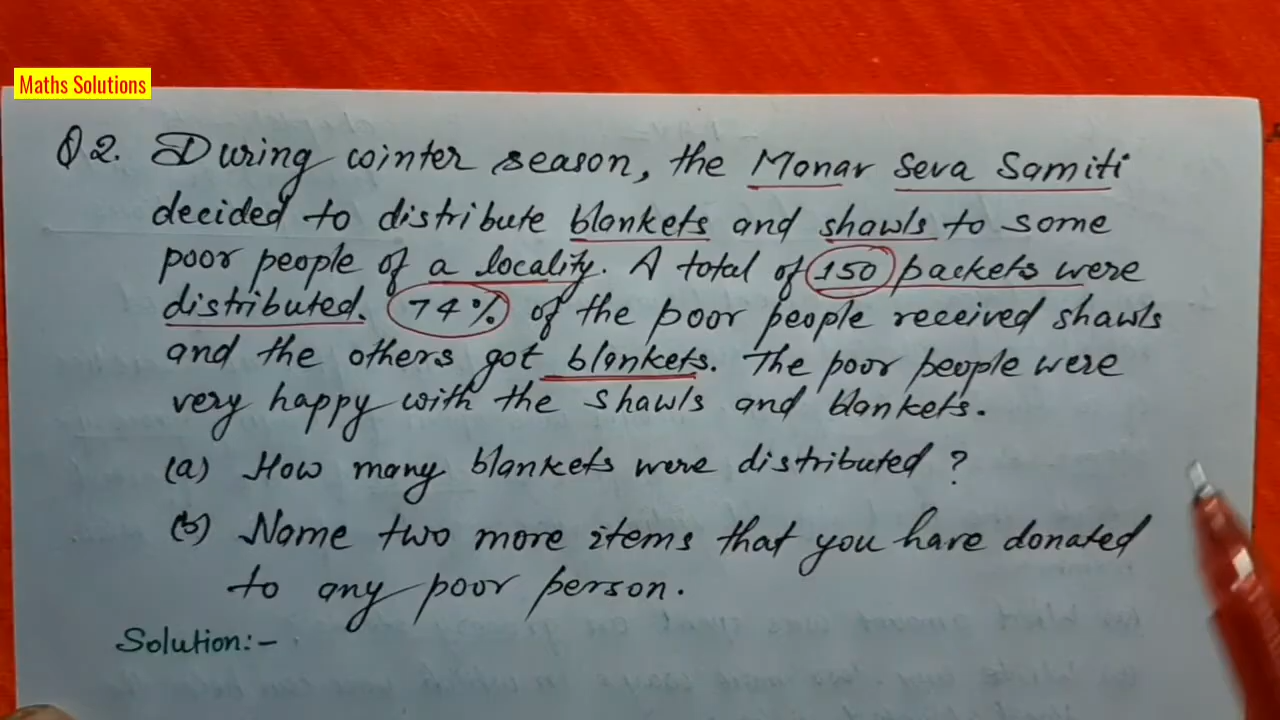 Maths Solutions
Q2. During winter season, the Manav Seva Samiti
decided to distribute blankets and shawls to some
poor people of a locality. A total of 150 packets were
distributed. 74% of the poor people received shawls
and the others got blankets. The poor people were
very happy with the shawls and blankets.
(a) How many blankets were distributed ?
(b) Name two more items that you have donated
to any poor person.
Solution:-